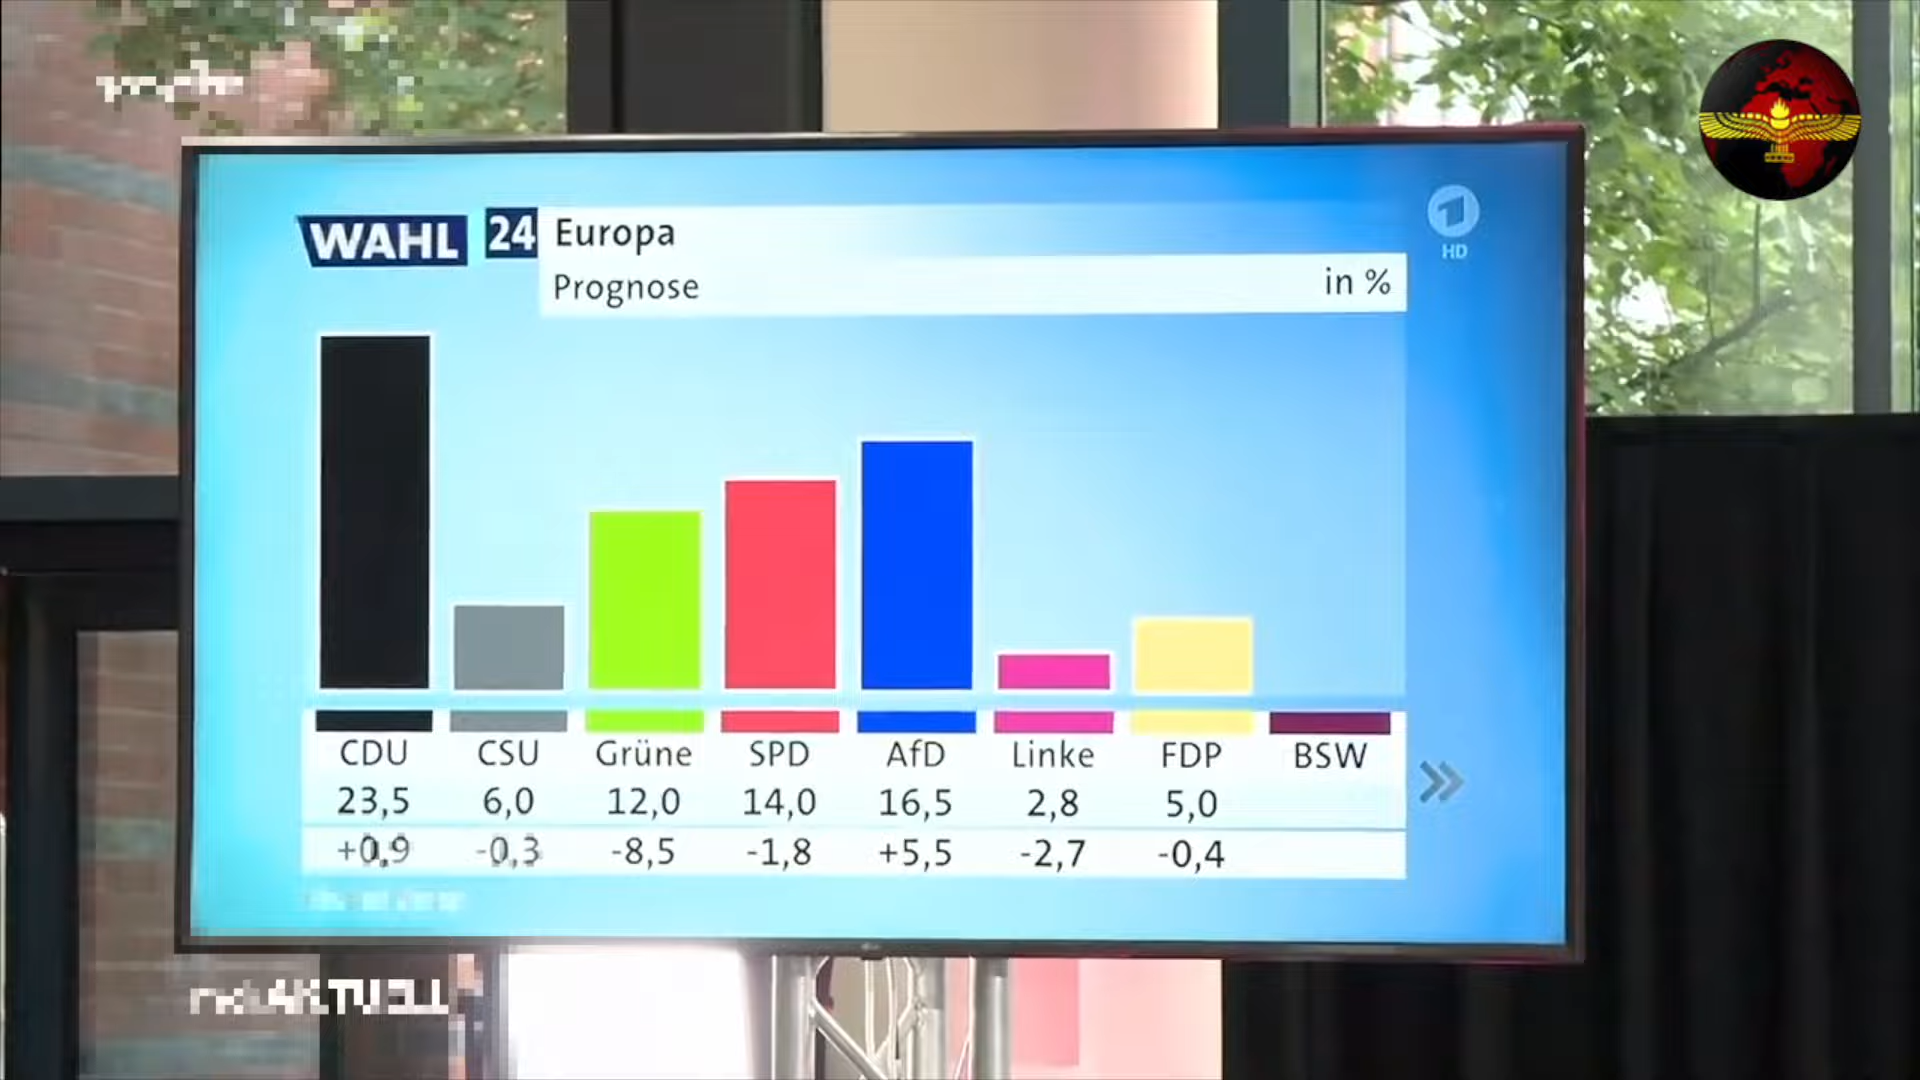 WAHL 24 Europa
Prognose in %
HD
CDU CSU Grüne SPD AfD Linke FDP BSW
23,5 6,0 12,0 14,0 16,5 2,8 5,0
+0,9 -0,3 -8,5 -1,8 +5,5 -2,7 -0,4
AKTUELL